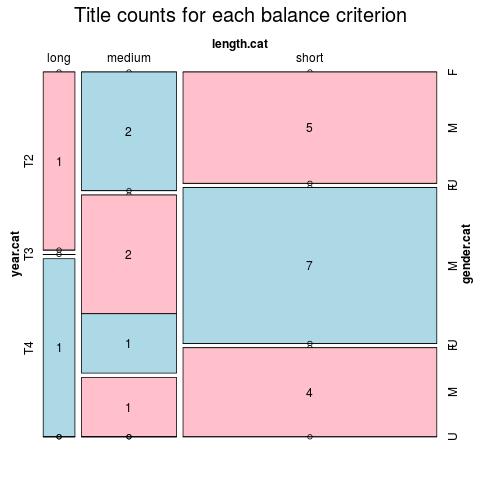 Title counts for each balance criterion
length.cat
long medium short
year.cat
T2
T3
T4
1
1
2
2
1
1
5
7
4
F
M
U
F
M
U
F
M
U
gender.cat